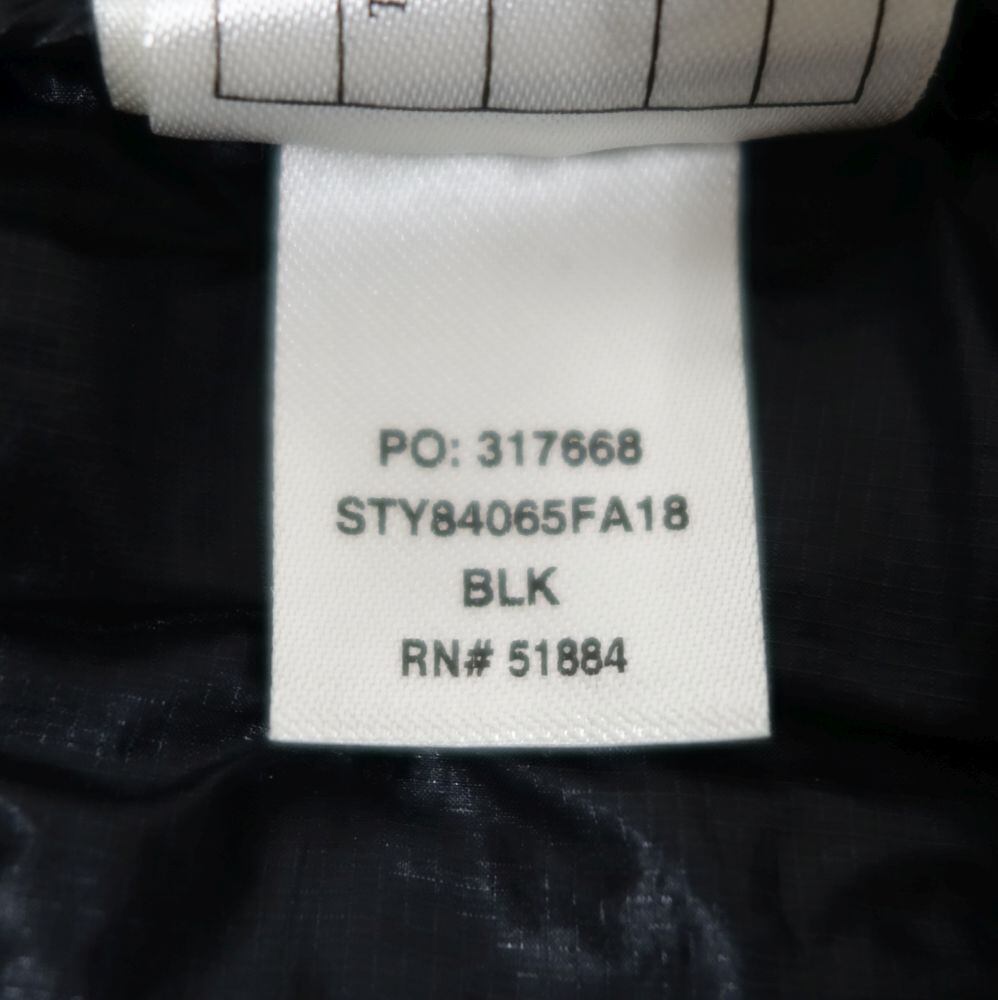 PO: 317668
STY84065FA18
BLK
RN# 51884